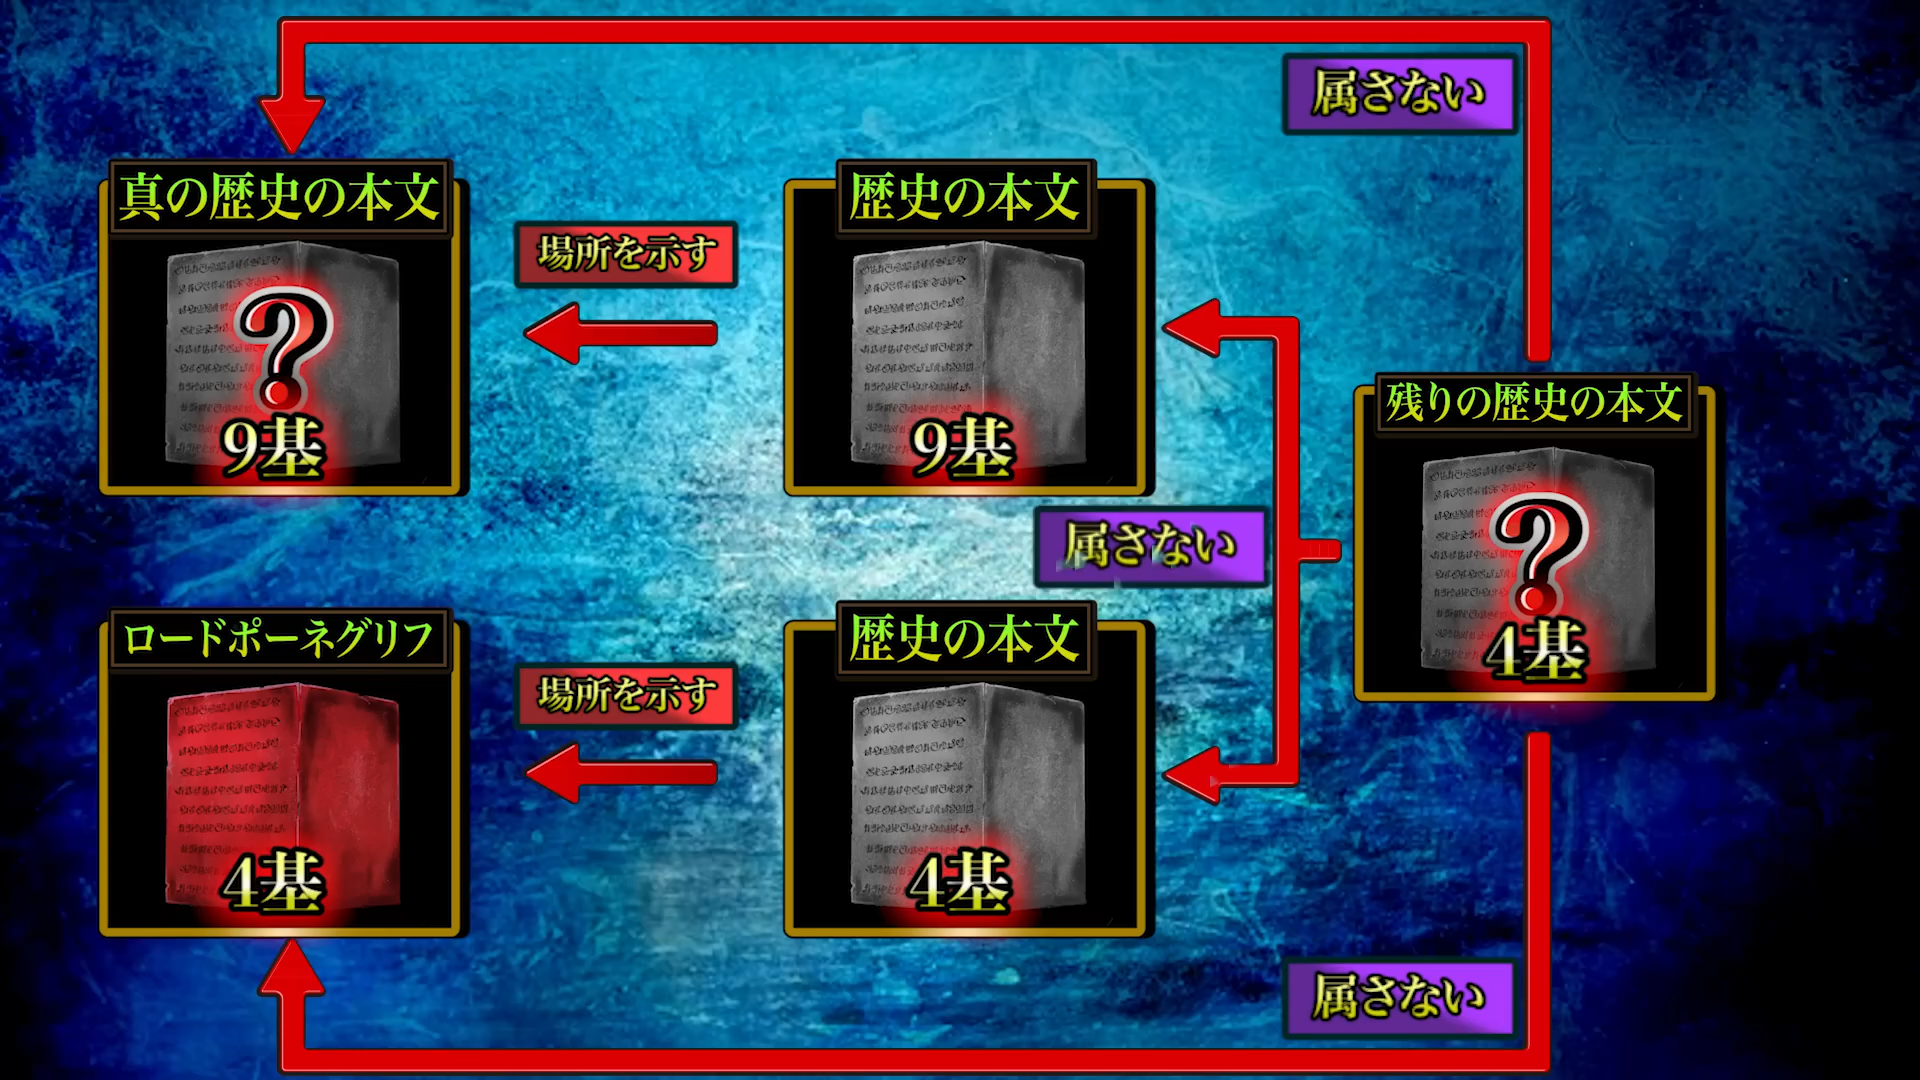 属さない
真の歴史の本文
歴史の本文
場所を示す
?
9基
9基
残りの歴史の本文
?
4基
属さない
ロードポーネグリフ
歴史の本文
場所を示す
4基
4基
属さない